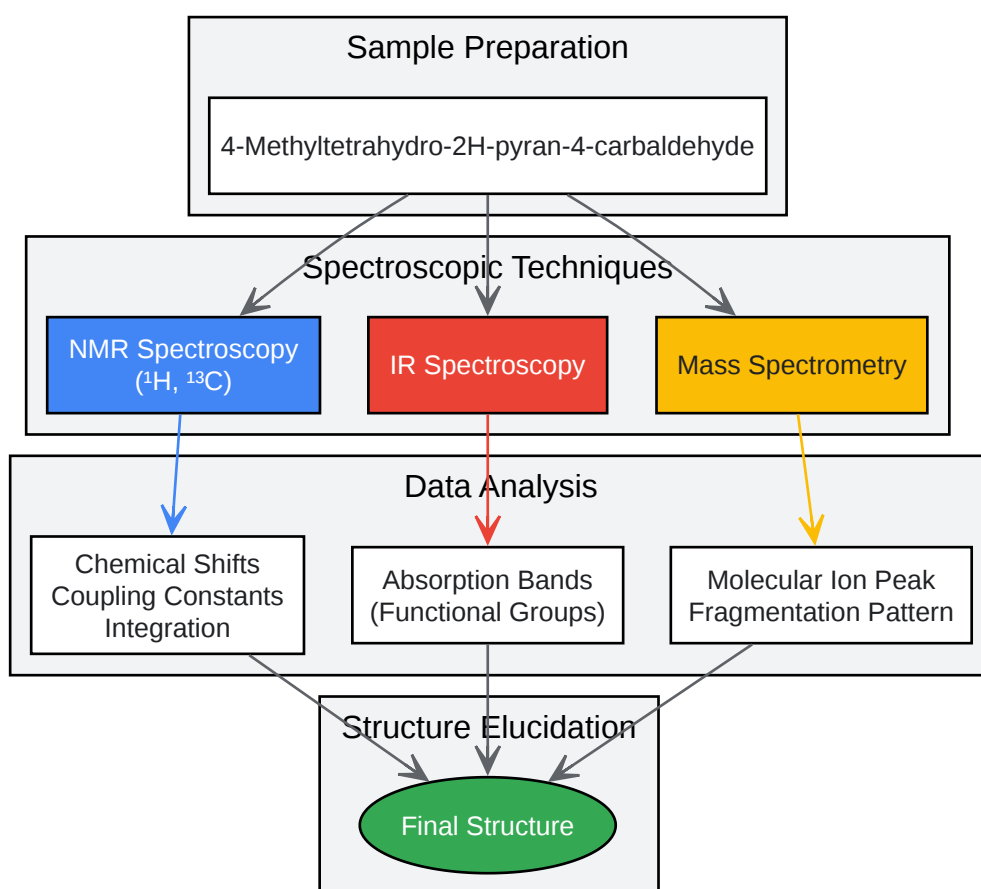 Sample Preparation
4-Methyltetrahydro-2H-pyran-4-carbaldehyde
Spectroscopic Techniques
NMR Spectroscopy
(¹H, ¹³C)
IR Spectroscopy
Mass Spectrometry
Data Analysis
Chemical Shifts
Coupling Constants
Integration
Absorption Bands
(Functional Groups)
Molecular Ion Peak
Fragmentation Pattern
Structure Elucidation
Final Structure